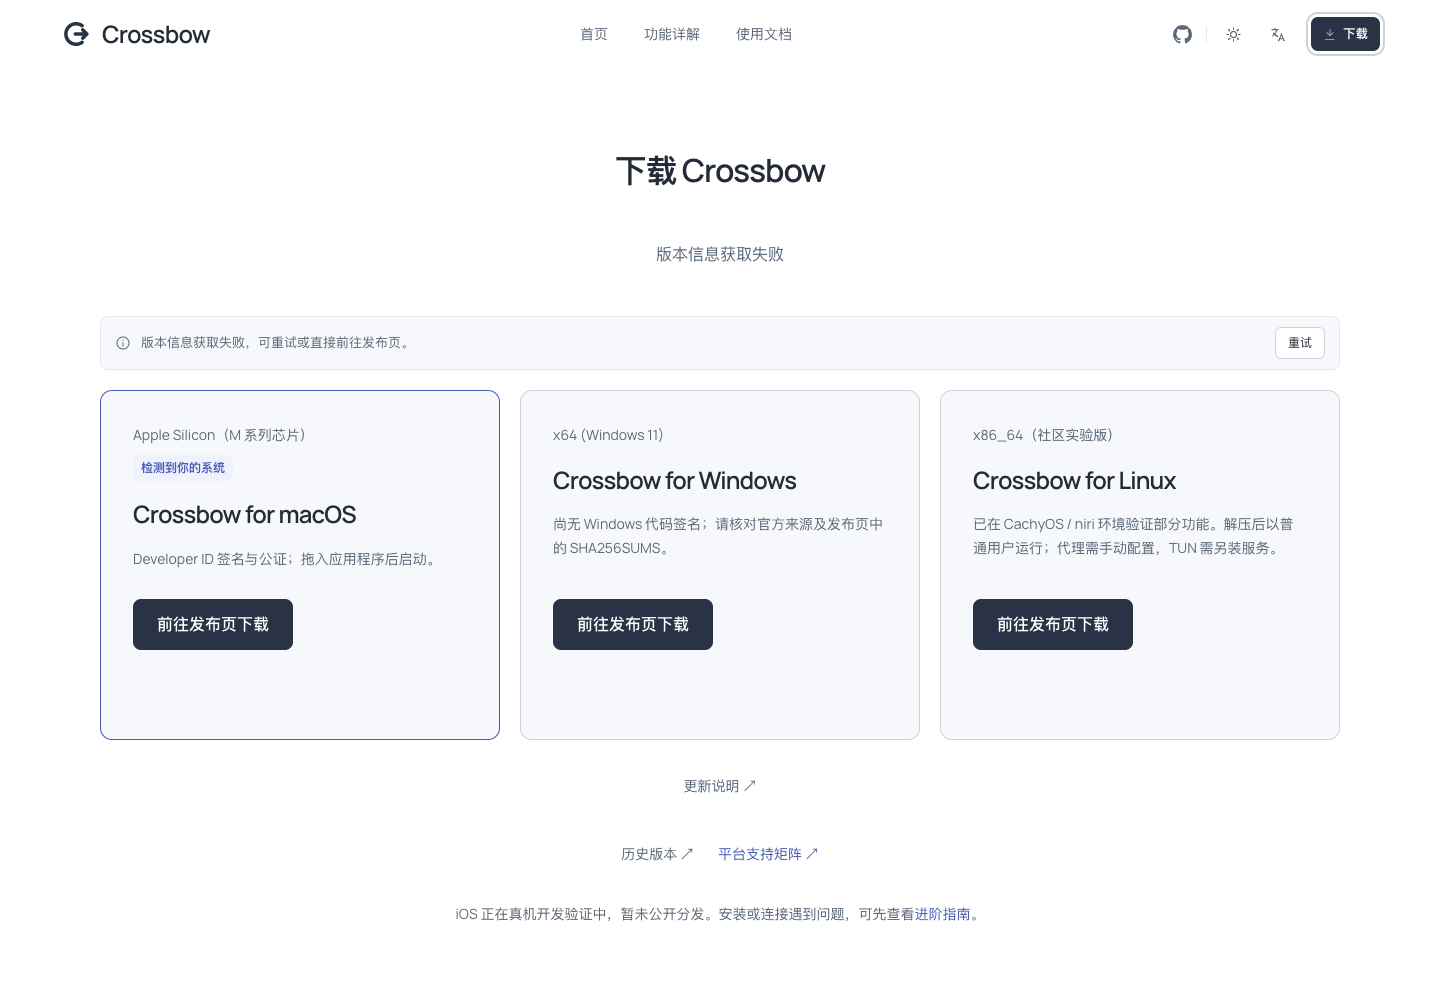 Crossbow
首页
功能详解
使用文档
下载
下载 Crossbow
版本信息获取失败
版本信息获取失败，可重试或直接前往发布页。
重试
Apple Silicon（M 系列芯片）
检测到你的系统
Crossbow for macOS
Developer ID 签名与公证；拖入应用程序后启动。
前往发布页下载
x64 (Windows 11)
Crossbow for Windows
尚无 Windows 代码签名；请核对官方来源及发布页中
的 SHA256SUMS。
前往发布页下载
x86_64（社区实验版）
Crossbow for Linux
已在 CachyOS / niri 环境验证部分功能。解压后以普
通用户运行；代理需手动配置，TUN 需另装服务。
前往发布页下载
更新说明 ↗
历史版本 ↗
平台支持矩阵 ↗
iOS 正在真机开发验证中，暂未公开分发。安装或连接遇到问题，可先查看进阶指南。